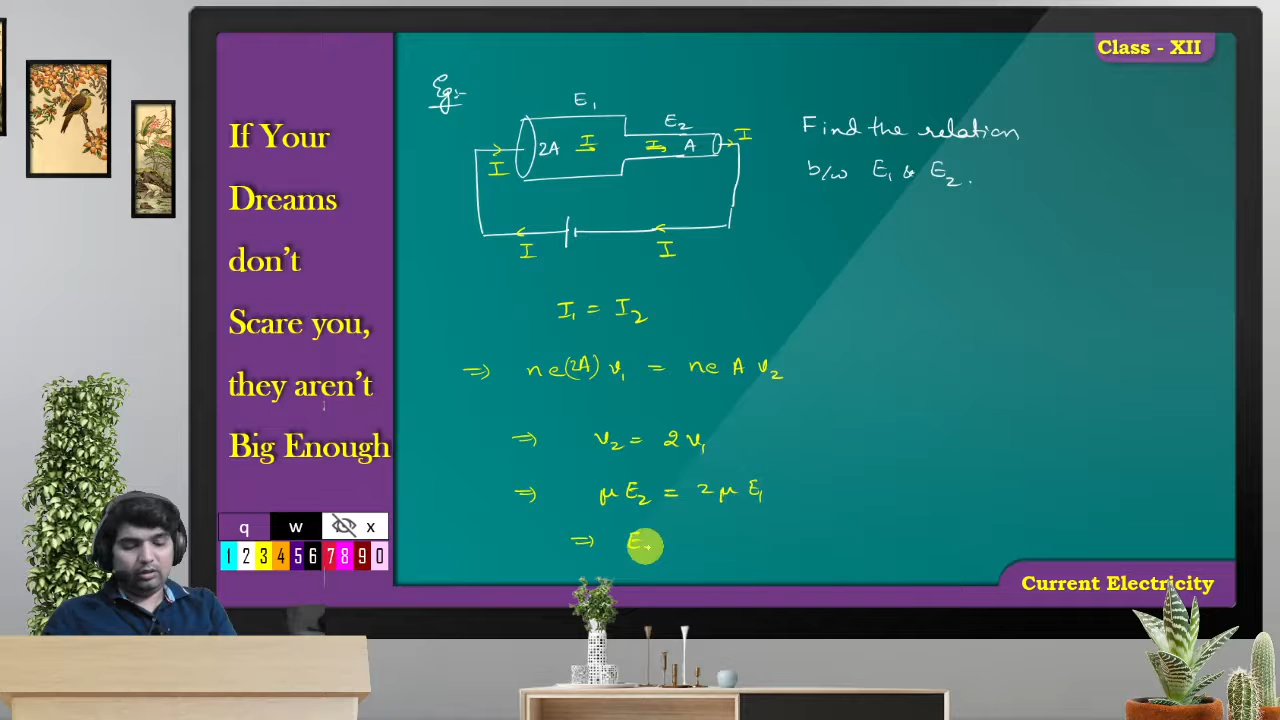 Class - XII
If Your
Dreams
don't
Scare you,
they aren't
Big Enough
Eg:-
E₁
E₂
2A I I A I
I
I I
Find the relation
b/w E₁ & E₂.
I₁ = I₂
⇒ ne(2A) v₁ = ne A v₂
⇒ v₂ = 2 v₁
⇒ μ E₂ = 2 μ E₁
⇒ E
q w x
1 2 3 4 5 6 7 8 9 0
Current Electricity